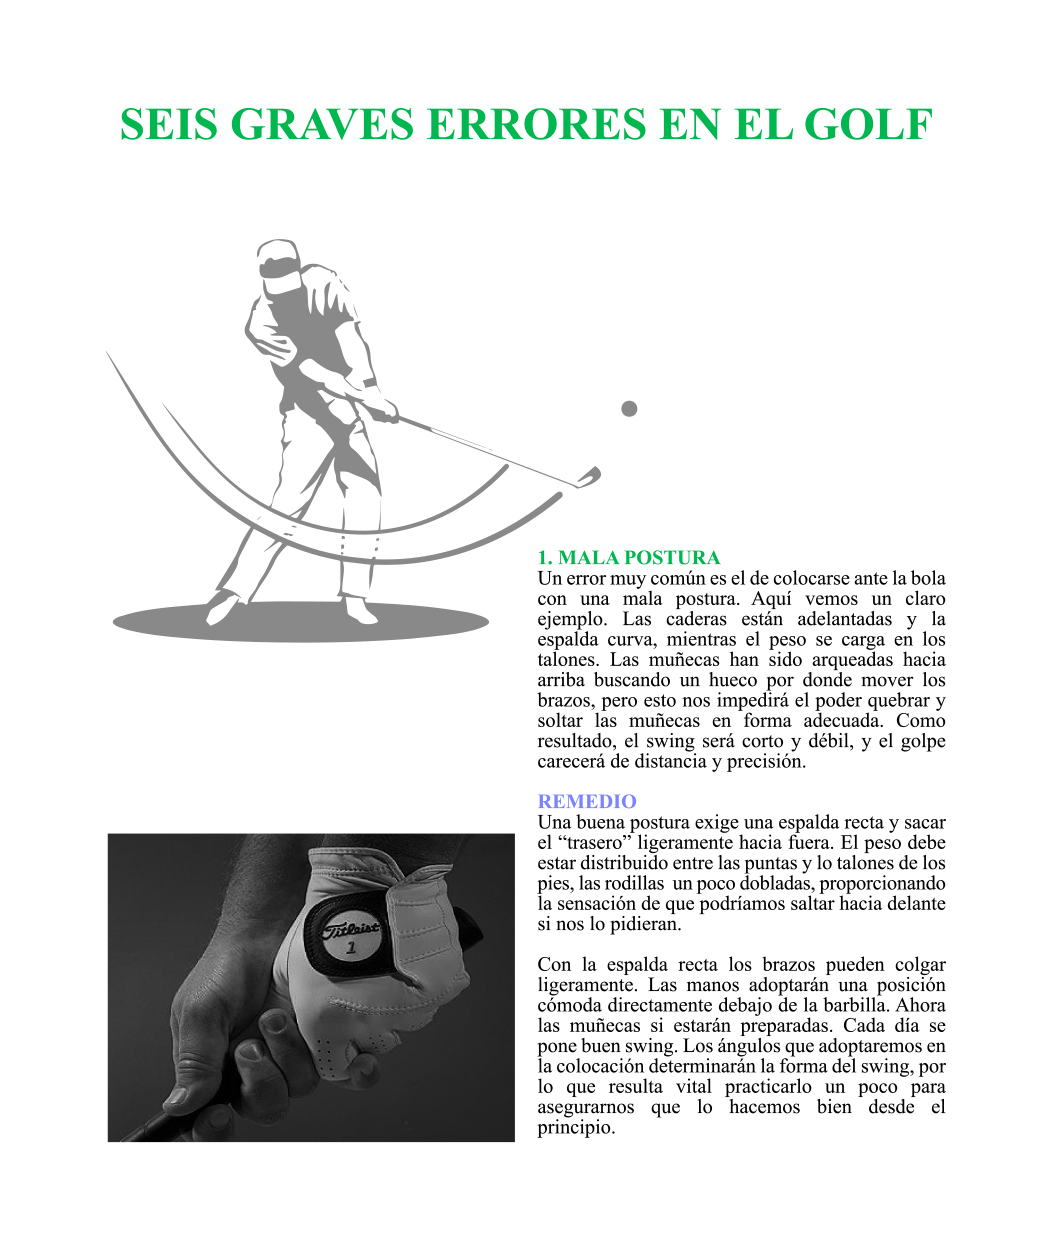 SEIS GRAVES ERRORES EN EL GOLF
1. MALA POSTURA
Un error muy común es el de colocarse ante la bola
con una mala postura. Aquí vemos un claro
ejemplo. Las caderas están adelantadas y la
espalda curva, mientras el peso se carga en los
talones. Las muñecas han sido arqueadas hacia
arriba buscando un hueco por donde mover los
brazos, pero esto nos impedirá el poder quebrar y
soltar las muñecas en forma adecuada. Como
resultado, el swing será corto y débil, y el golpe
carecerá de distancia y precisión.
REMEDIO
Una buena postura exige una espalda recta y sacar
el “trasero” ligeramente hacia fuera. El peso debe
estar distribuido entre las puntas y lo talones de los
pies, las rodillas un poco dobladas, proporcionando
la sensación de que podríamos saltar hacia delante
si nos lo pidieran.
Con la espalda recta los brazos pueden colgar
ligeramente. Las manos adoptarán una posición
cómoda directamente debajo de la barbilla. Ahora
las muñecas si estarán preparadas. Cada día se
pone buen swing. Los ángulos que adoptaremos en
la colocación determinarán la forma del swing, por
lo que resulta vital practicarlo un poco para
asegurarnos que lo hacemos bien desde el
principio.
Titleist
1